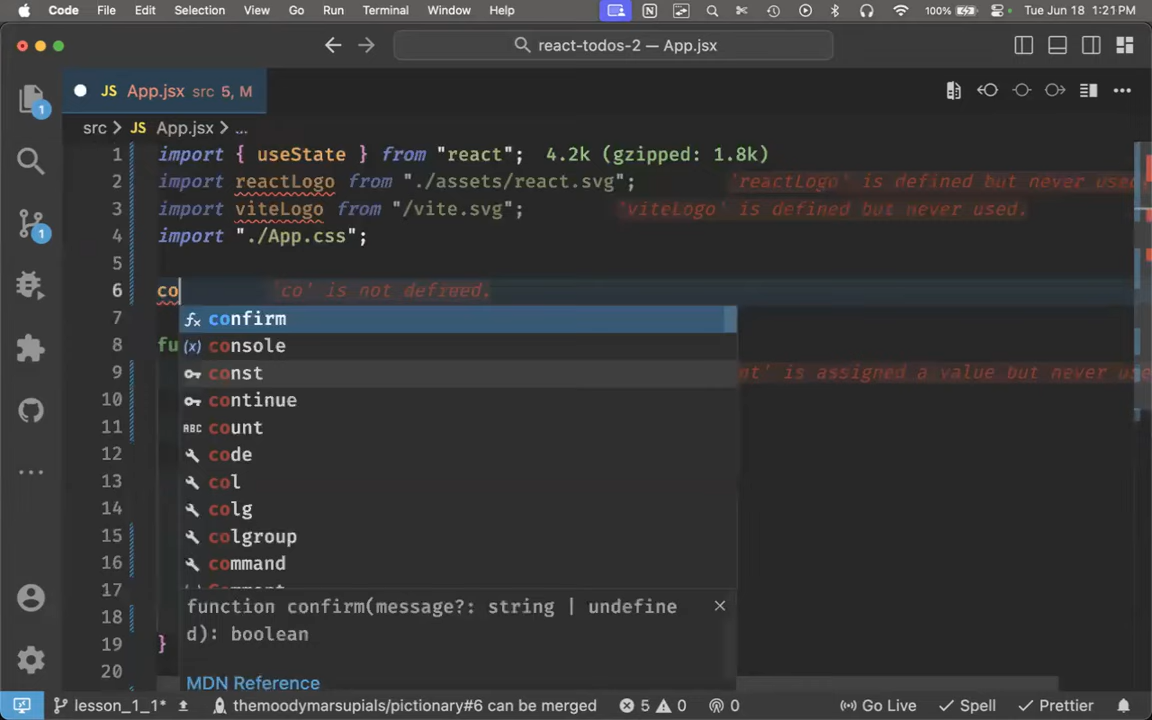 Code File Edit Selection View Go Run Terminal Window Help 100% Tue Jun 18 1:21 PM
react-todos-2 — App.jsx
JS App.jsx src 5, M
1
src > JS App.jsx > ...
1 import { useState } from "react"; 4.2k (gzipped: 1.8k)
2 import reactLogo from "./assets/react.svg"; 'reactLogo' is defined but never used.
3 import viteLogo from "/vite.svg"; 'viteLogo' is defined but never used.
1
4 import "./App.css";
5
6 co co' is not defined.
7 confirm
8 fu console
9 const nt' is assigned a value but never use
10 continue
11 count
12 code
13 col
14 colg
15 colgroup
16 command
17
18 function confirm(message?: string | undefine
19 } d): boolean
20 MDN Reference
lesson_1_1* themoodymarsupials/pictionary#6 can be merged 5 0 0 Go Live Spell Prettier